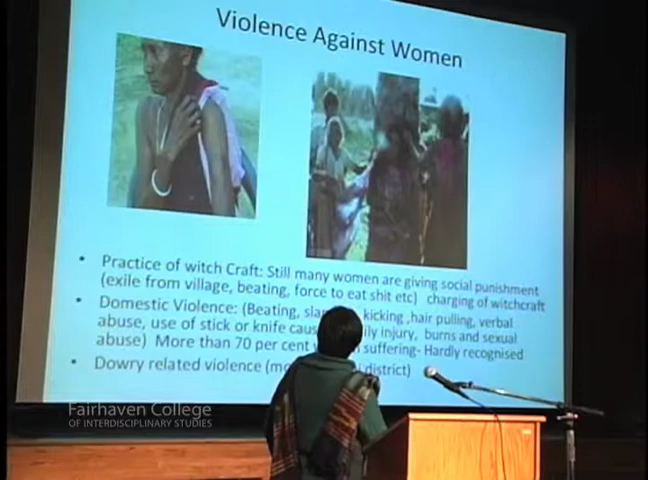 Violence Against Women
• Practice of witch Craft: Still many women are giving social punishment
(exile from village, beating, force to eat shit etc) charging of witchcraft
• Domestic Violence: (Beating, kicking ,hair pulling, verbal
abuse, use of stick or knife injury, burns and sexual
abuse) More than 70 per cent suffering- Hardly recognised
• Dowry related violence district)
Fairhaven College
OF INTERDISCIPLINARY STUDIES